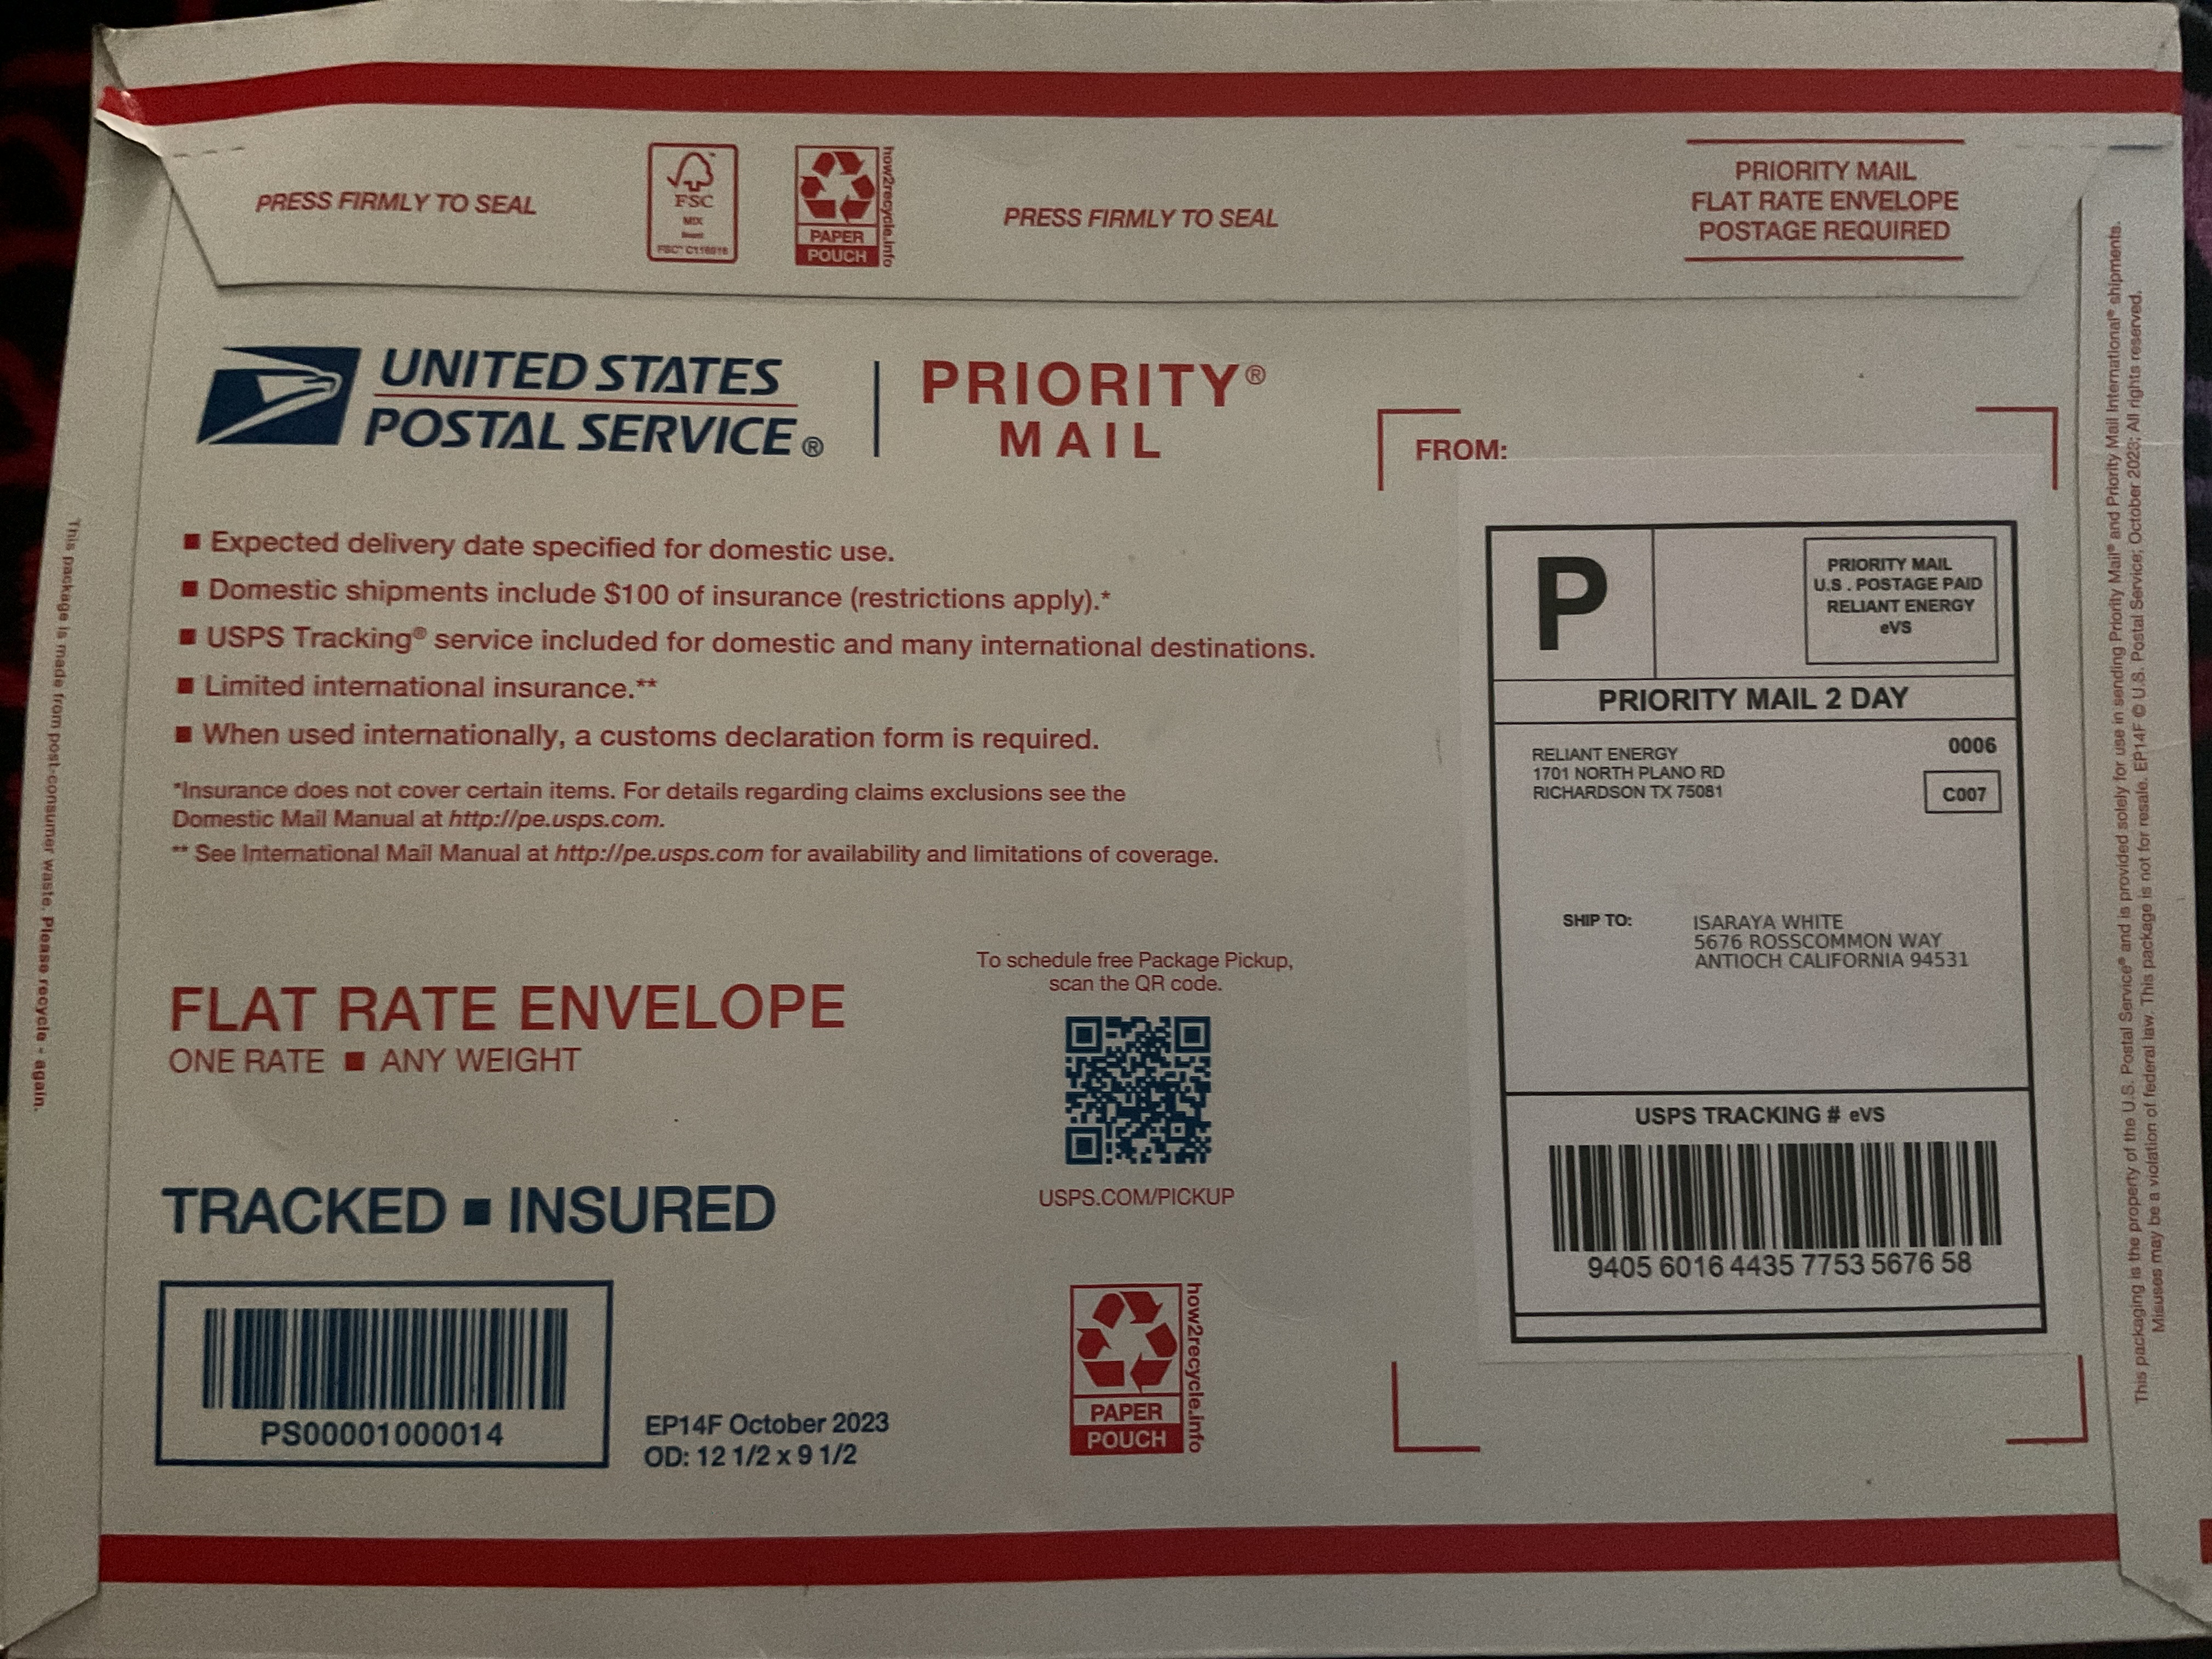 PRESS FIRMLY TO SEAL
FSC
MIX
Board
FSC® C116916
how2recycle.info
PAPER
POUCH
PRESS FIRMLY TO SEAL
PRIORITY MAIL
FLAT RATE ENVELOPE
POSTAGE REQUIRED
UNITED STATES
POSTAL SERVICE®
PRIORITY®
MAIL
■ Expected delivery date specified for domestic use.
■ Domestic shipments include $100 of insurance (restrictions apply).*
■ USPS Tracking® service included for domestic and many international destinations.
■ Limited international insurance.**
■ When used internationally, a customs declaration form is required.
*Insurance does not cover certain items. For details regarding claims exclusions see the
Domestic Mail Manual at http://pe.usps.com.
** See International Mail Manual at http://pe.usps.com for availability and limitations of coverage.
FLAT RATE ENVELOPE
ONE RATE ■ ANY WEIGHT
TRACKED ■ INSURED
PS00001000014
EP14F October 2023
OD: 12 1/2 x 9 1/2
To schedule free Package Pickup,
scan the QR code.
USPS.COM/PICKUP
how2recycle.info
PAPER
POUCH
FROM:
P
PRIORITY MAIL
U.S . POSTAGE PAID
RELIANT ENERGY
eVS
PRIORITY MAIL 2 DAY
RELIANT ENERGY
1701 NORTH PLANO RD
RICHARDSON TX 75081
0006
C007
SHIP TO:
ISARAYA WHITE
5676 ROSSCOMMON WAY
ANTIOCH CALIFORNIA 94531
USPS TRACKING # eVS
9405 6016 4435 7753 5676 58
This package is made from post-consumer waste. Please recycle - again.
This packaging is the property of the U.S. Postal Service® and is provided solely for use in sending Priority Mail® and Priority Mail International® shipments.
Misuses may be a violation of federal law. This package is not for resale. EP14F © U.S. Postal Service; October 2023; All rights reserved.